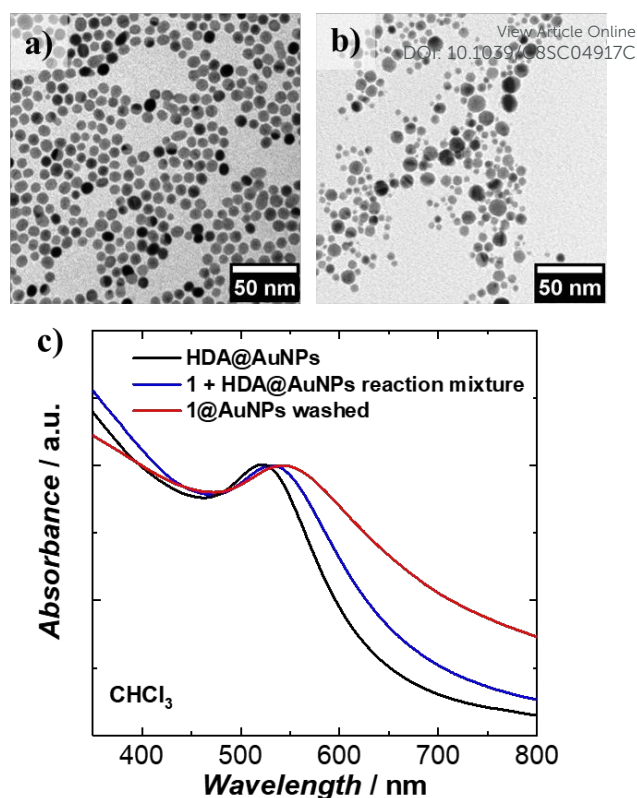 a)
b)
View Article Online
DOI: 10.1039/C8SC04917C
50 nm
50 nm
c)
HDA@AuNPs
1 + HDA@AuNPs reaction mixture
1@AuNPs washed
Absorbance / a.u.
CHCl₃
400 500 600 700 800
Wavelength / nm